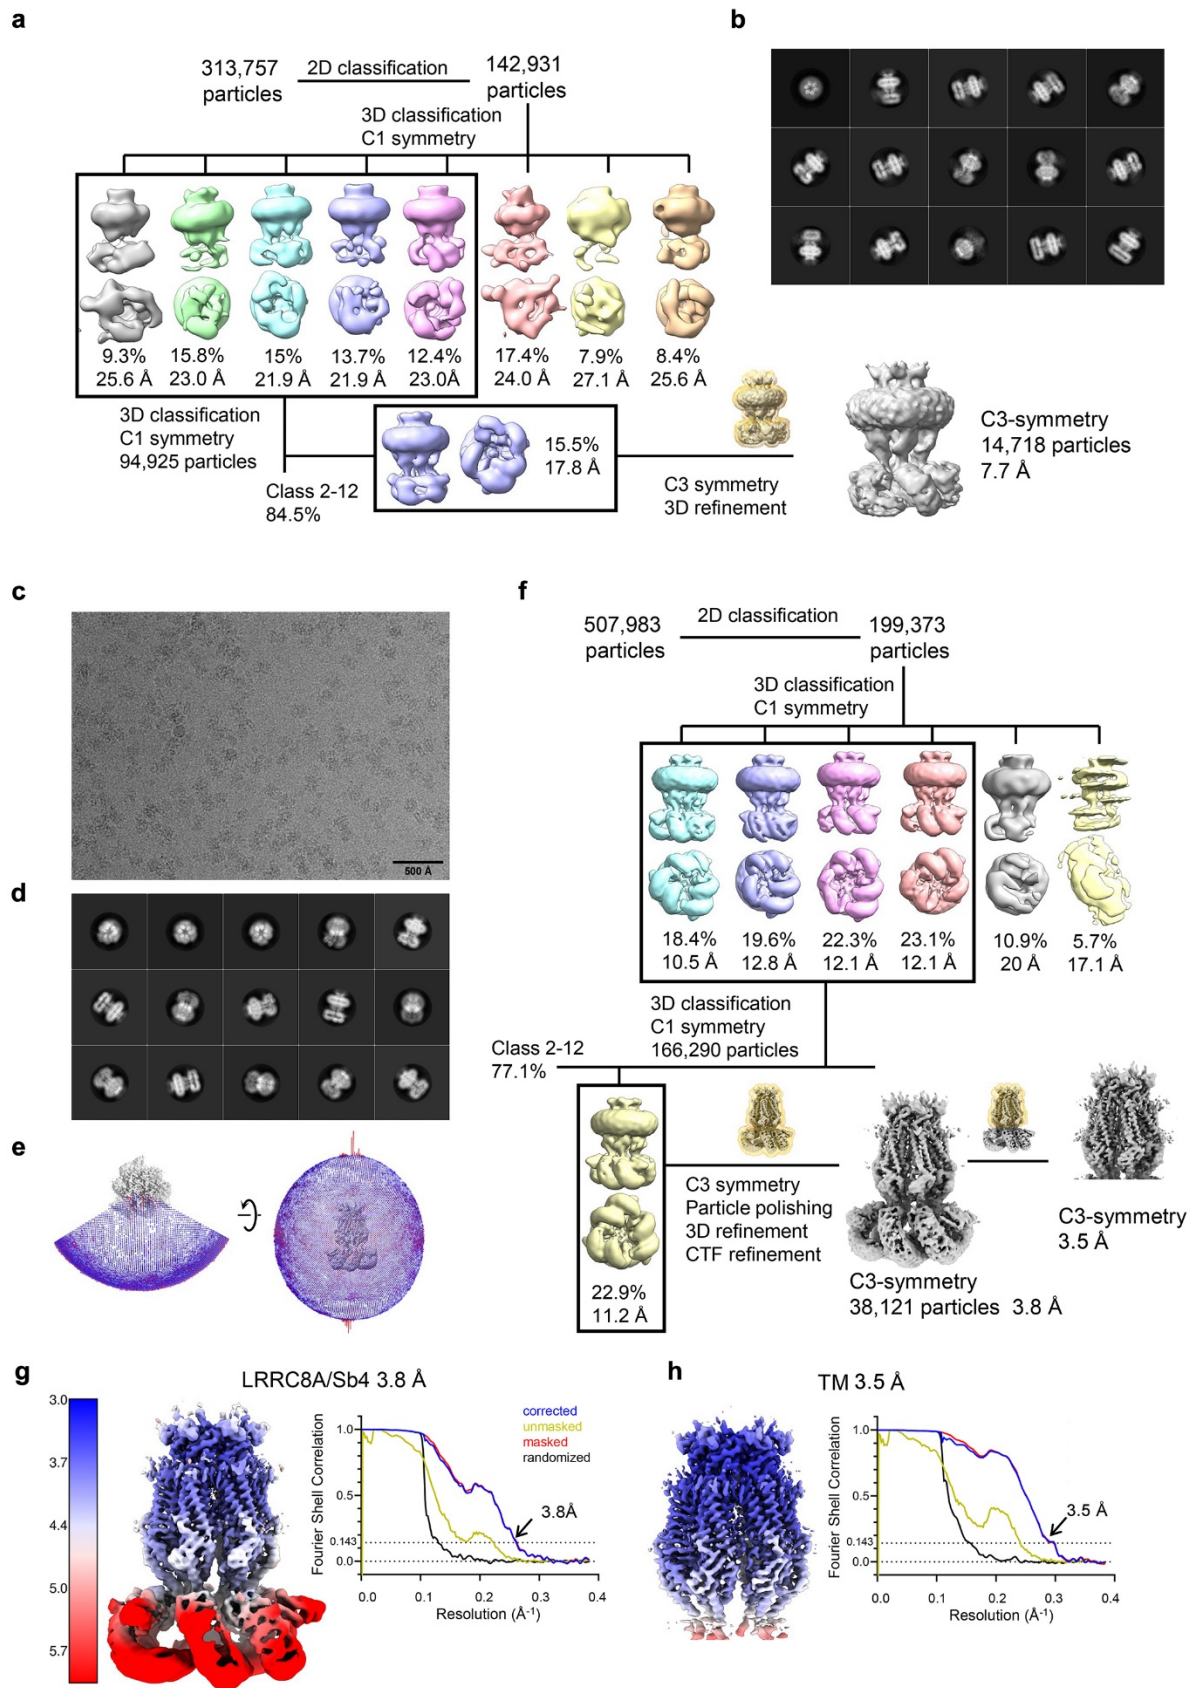 a
313,757
particles
2D classification
142,931
particles
3D classification
C1 symmetry
9.3%
25.6 Å
15.8%
23.0 Å
15%
21.9 Å
13.7%
21.9 Å
12.4%
23.0Å
17.4%
24.0 Å
7.9%
27.1 Å
8.4%
25.6 Å
3D classification
C1 symmetry
94,925 particles
Class 2-12
84.5%
15.5%
17.8 Å
C3 symmetry
3D refinement
C3-symmetry
14,718 particles
7.7 Å
b
c
500 Å
d
e
f
507,983
particles
2D classification
199,373
particles
3D classification
C1 symmetry
18.4%
10.5 Å
19.6%
12.8 Å
22.3%
12.1 Å
23.1%
12.1 Å
10.9%
20 Å
5.7%
17.1 Å
3D classification
C1 symmetry
166,290 particles
Class 2-12
77.1%
22.9%
11.2 Å
C3 symmetry
Particle polishing
3D refinement
CTF refinement
C3-symmetry
38,121 particles 3.8 Å
C3-symmetry
3.5 Å
g
LRRC8A/Sb4 3.8 Å
3.0
3.7
4.4
5.0
5.7
corrected
unmasked
masked
randomized
Fourier Shell Correlation
1.0
0.5
0.143
0.0
3.8Å
0.0
0.1
0.2
0.3
0.4
Resolution (Å⁻¹)
h
TM 3.5 Å
Fourier Shell Correlation
1.0
0.5
0.143
0.0
3.5 Å
0.0
0.1
0.2
0.3
0.4
Resolution (Å⁻¹)